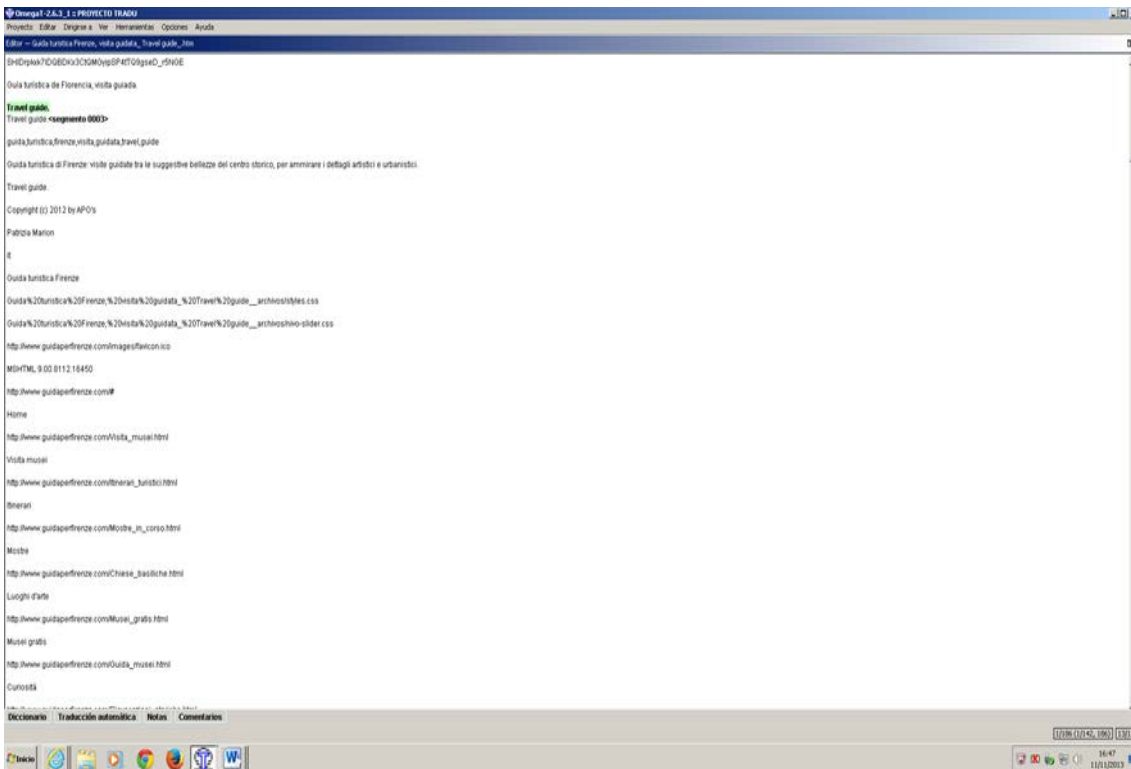 OmegaT-2.6.3_1 :: PROYECTO TRADU
Proyecto Editar Dirigirse a Ver Herramientas Opciones Ayuda
Editor — Guida turistica Firenze, visita guidata_ Travel guide_.htm
Guía turística de Florencia, visita guiada.
Travel guide.
Travel guide <segmento 0003>
guida,turistica,firenze,visita,guidata,travel,guide
Guida turistica di Firenze: visite guidate tra le suggestive bellezze del centro storico, per ammirare i dettagli artistici e urbanistici.
Travel guide.
Copyright (c) 2012 by APO's
Patrizia Marion
it
Guida turistica Firenze
Guida%20turistica%20Firenze,%20visita%20guidata_%20Travel%20guide__archivos/styles.css
Guida%20turistica%20Firenze,%20visita%20guidata_%20Travel%20guide__archivos/nivo-slider.css
http://www.guidaperfirenze.com/images/favicon.ico
MSHTML 9.00.8112.16450
http://www.guidaperfirenze.com/#
Home
http://www.guidaperfirenze.com/Visita_musei.html
Visita musei
http://www.guidaperfirenze.com/Itinerari_turistici.html
Itinerari
http://www.guidaperfirenze.com/Mostre_in_corso.html
Mostre
http://www.guidaperfirenze.com/Chiese_basiliche.html
Luoghi d'arte
http://www.guidaperfirenze.com/Musei_gratis.html
Musei gratis
http://www.guidaperfirenze.com/Guida_musei.html
Curiosità
Diccionario Traducción automática Notas Comentarios
1/186 (1/142, 186) 13/1
Inicio
16:47
11/11/2013